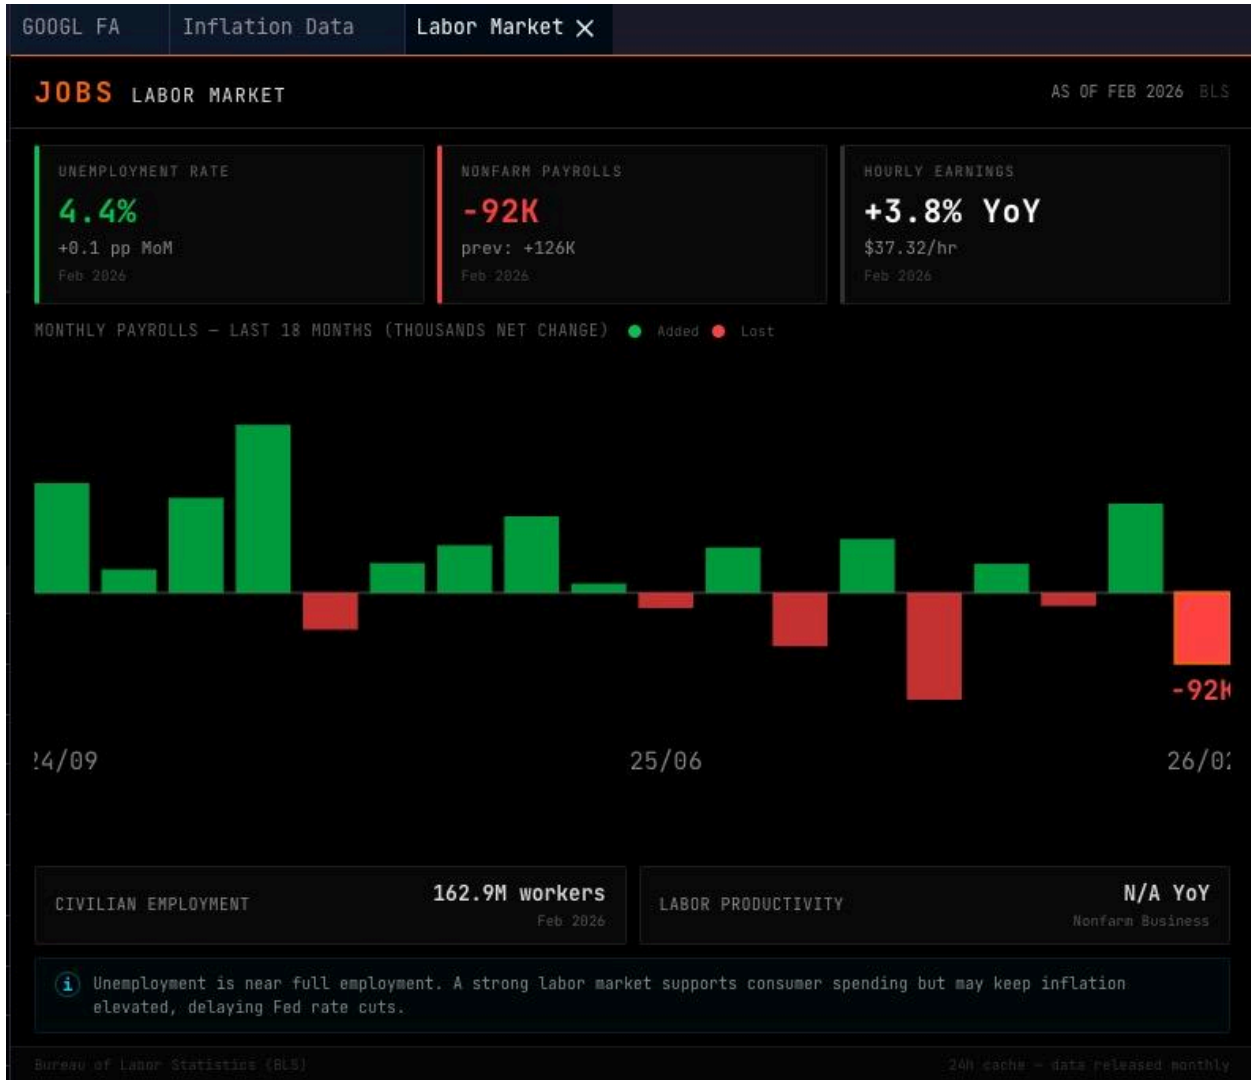 GOOGL FA Inflation Data Labor Market ×
JOBS LABOR MARKET AS OF FEB 2026 BLS
UNEMPLOYMENT RATE
4.4%
+0.1 pp MoM
Feb 2026
NONFARM PAYROLLS
-92K
prev: +126K
Feb 2026
HOURLY EARNINGS
+3.8% YoY
$37.32/hr
Feb 2026
MONTHLY PAYROLLS — LAST 18 MONTHS (THOUSANDS NET CHANGE) Added Lost
-92K
24/09 25/06 26/02
CIVILIAN EMPLOYMENT
162.9M workers
Feb 2026
LABOR PRODUCTIVITY
N/A YoY
Nonfarm Business
i Unemployment is near full employment. A strong labor market supports consumer spending but may keep inflation
elevated, delaying Fed rate cuts.
Bureau of Labor Statistics (BLS) 24h cache — data released monthly